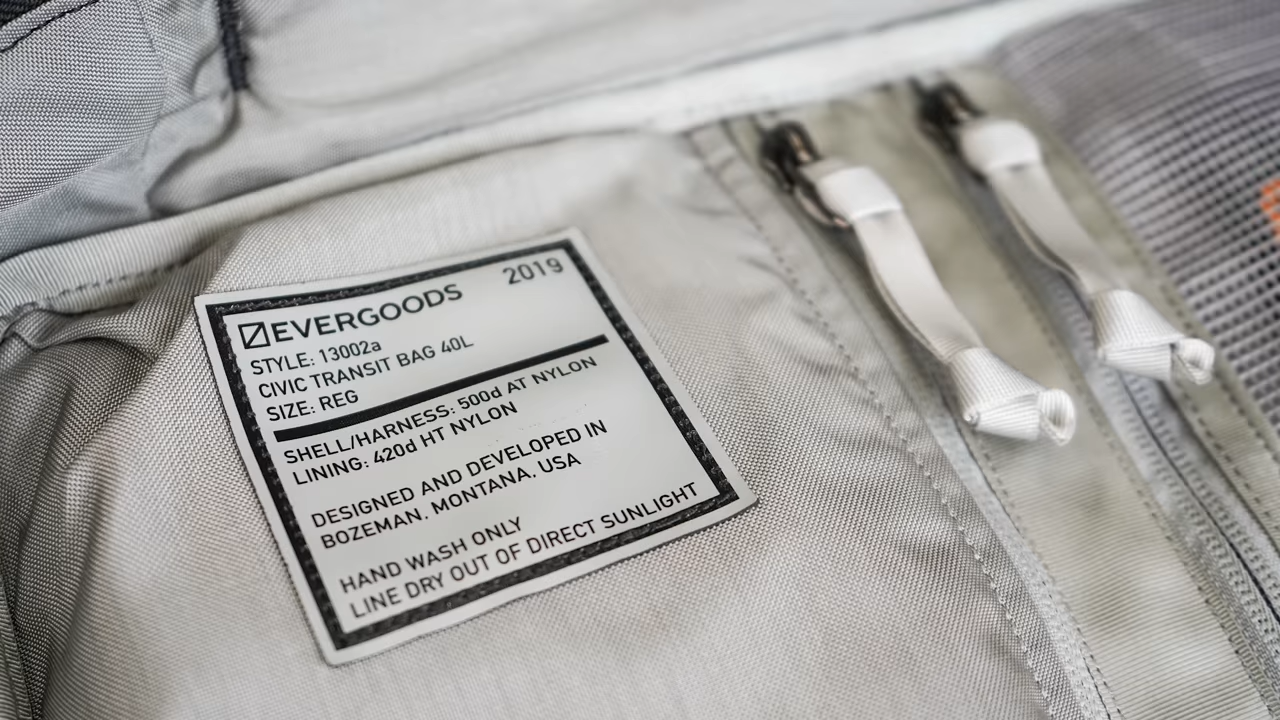 EVERGOODS 2019
STYLE: 13002a
CIVIC TRANSIT BAG 40L
SIZE: REG
SHELL/HARNESS: 500d AT NYLON
LINING: 420d HT NYLON
DESIGNED AND DEVELOPED IN
BOZEMAN, MONTANA, USA
HAND WASH ONLY
LINE DRY OUT OF DIRECT SUNLIGHT